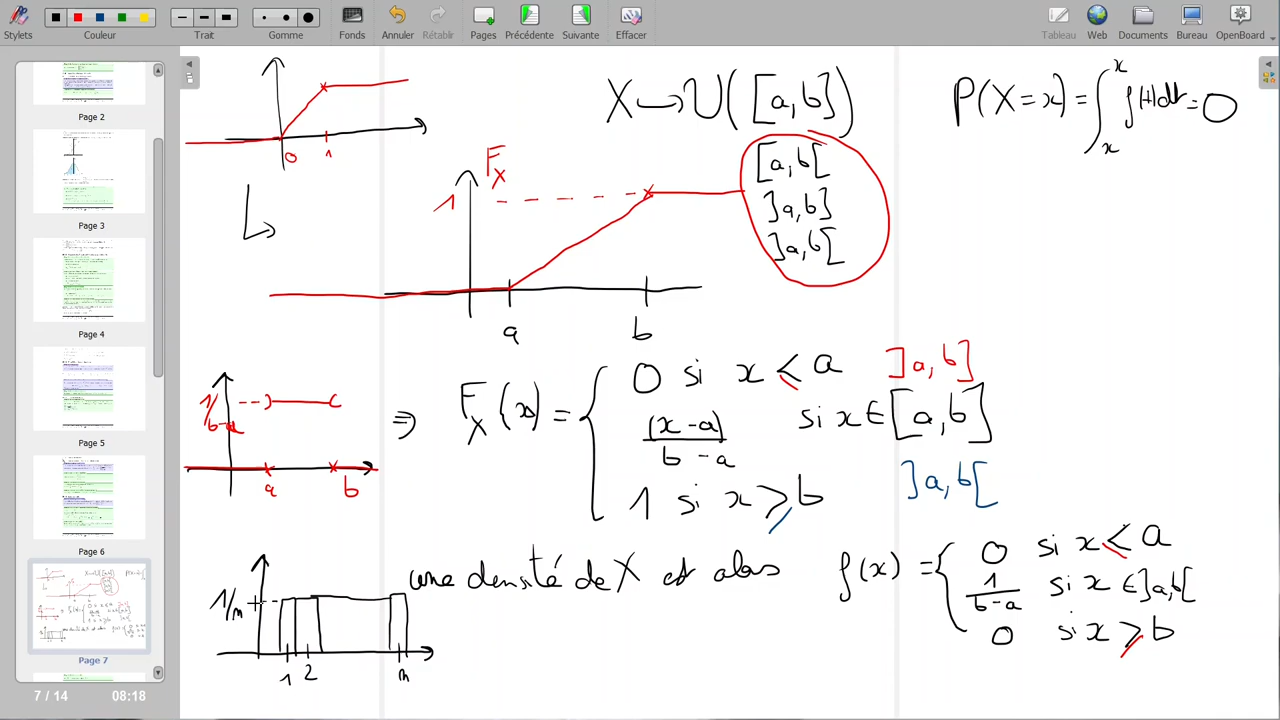 Couleur
Trait
Gomme
Fonds
Annuler
Rétablir
Pages
Précédente
Suivante
Effacer
Tableau
Web
Documents
Bureau
OpenBoard
Page 2
Page 3
Page 4
Page 5
Page 6
Page 7
7 / 14 08:18
0 1
X ↪ U([a,b])
P(X=x) = ∫_x^x f(t)dt = 0
[a,b[
]a,b]
]a,b[
F_X
1
a b
1/b-a
a b
⇒ F_X(x) = { 0 si x ≤ a ]a,b]
(x-a)/(b-a) si x ∈ [a,b]
1 si x ≥ b ]a,b[
une densité de X est alors f(x) = { 0 si x ≤ a
1/(b-a) si x ∈ ]a,b[
0 si x ≥ b
1/n
1 2 n